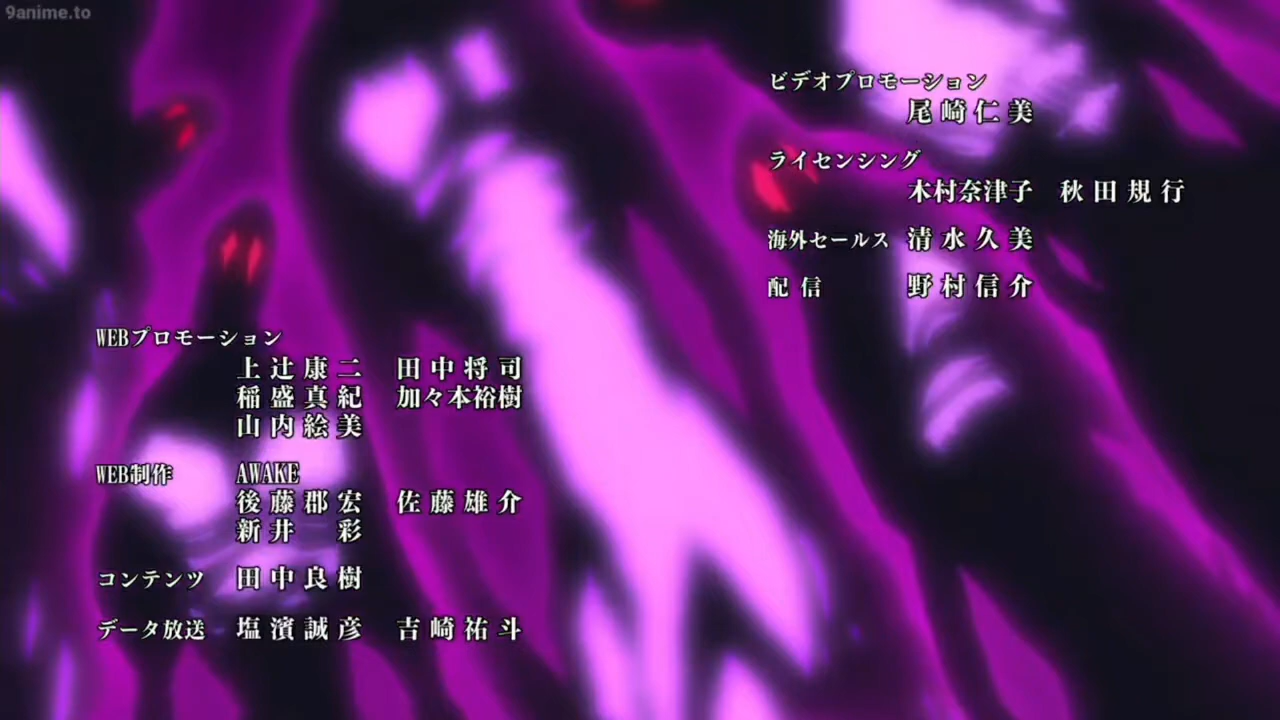 9anime.to
WEBプロモーション
上辻康二 田中将司
稲盛真紀 加々本裕樹
山内絵美
WEB制作 AWAKE
後藤郡宏 佐藤雄介
新井 彩
コンテンツ 田中良樹
データ放送 塩濱誠彦 吉崎祐斗
ビデオプロモーション
尾崎仁美
ライセンシング
木村奈津子 秋田規行
海外セールス 清水久美
配信 野村信介